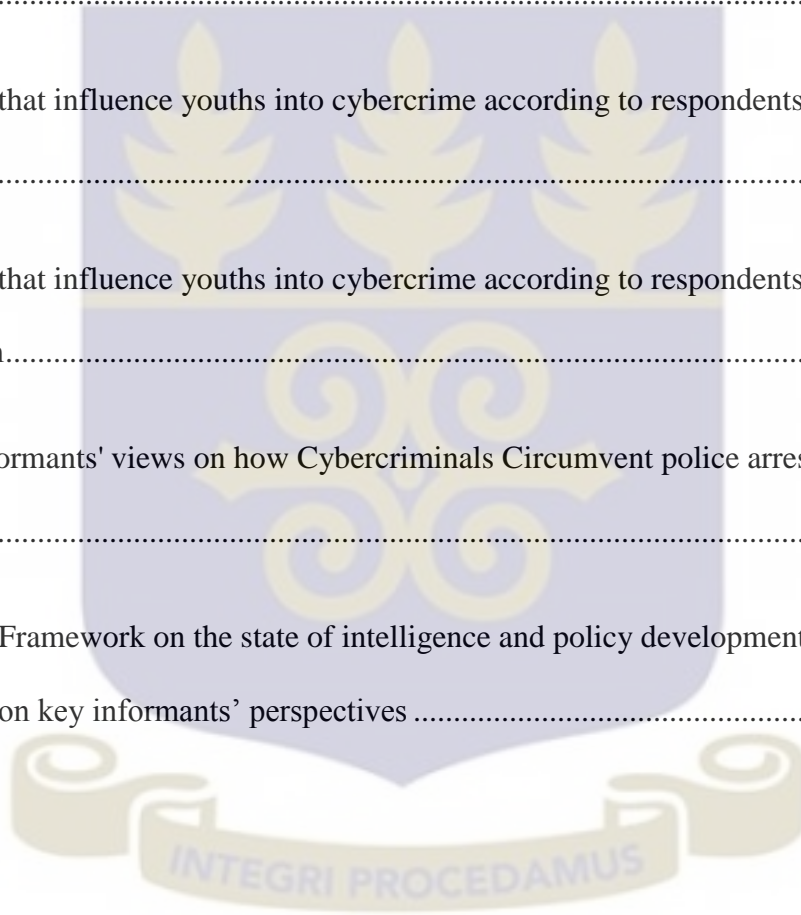 ..........................................................................................
that influence youths into cybercrime according to respondents
..........................................................................................
that influence youths into cybercrime according to respondents
..........................................................................................
ormants' views on how Cybercriminals Circumvent police
..........................................................................................
Framework on the state of intelligence and policy development
on key informants’ perspectives ..........................................
INTEGRI PROCEDAMUS